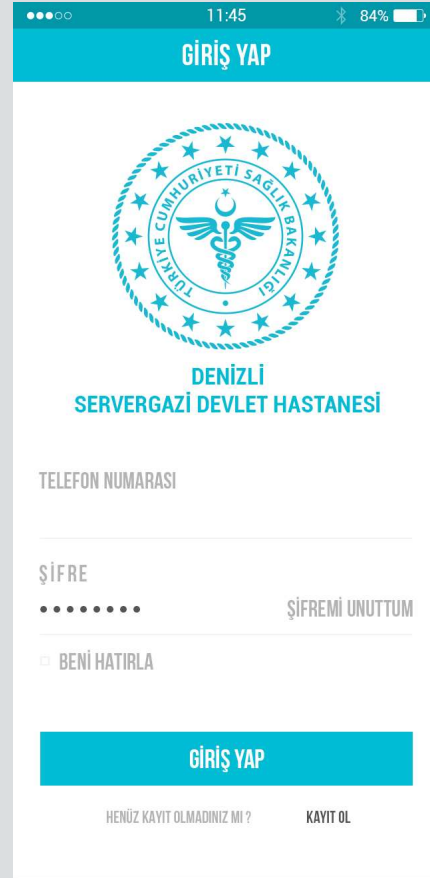 11:45 84%
GİRİŞ YAP
TÜRKİYE CUMHURİYETİ SAĞLIK BAKANLIĞI
DENİZLİ
SERVERGAZİ DEVLET HASTANESİ
TELEFON NUMARASI
ŞİFRE
ŞİFREMİ UNUTTUM
BENİ HATIRLA
GİRİŞ YAP
HENÜZ KAYIT OLMADINIZ MI ? KAYIT OL